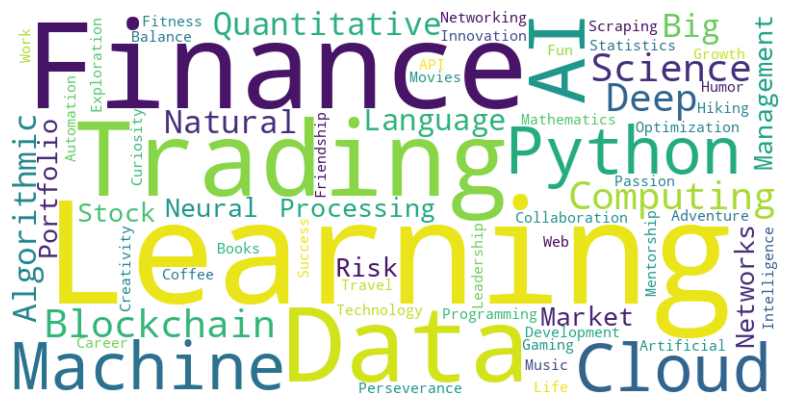 Work
Fitness
Balance
Exploration
Finance
Quantitative
Networking
Innovation
API
Movies
AI
Scraping
Big
Statistics
Fun
Growth
Science
Humor
Deep
Hiking
Management
Automation
Curiosity
Natural
Friendship
Language
Mathematics
Optimization
Algorithmic
Portfolio
Trading
Python
Passion
Computing
Stock
Neural
Processing
Collaboration
Adventure
Learning
Creativity
Books
Coffee
Success
Risk
Travel
Leadership
Web
Mentorship
Networks
Intelligence
Blockchain
Technology
Programming
Market
Career
Data
Development
Gaming
Artificial
Machine
Perseverance
Music
Life
Cloud